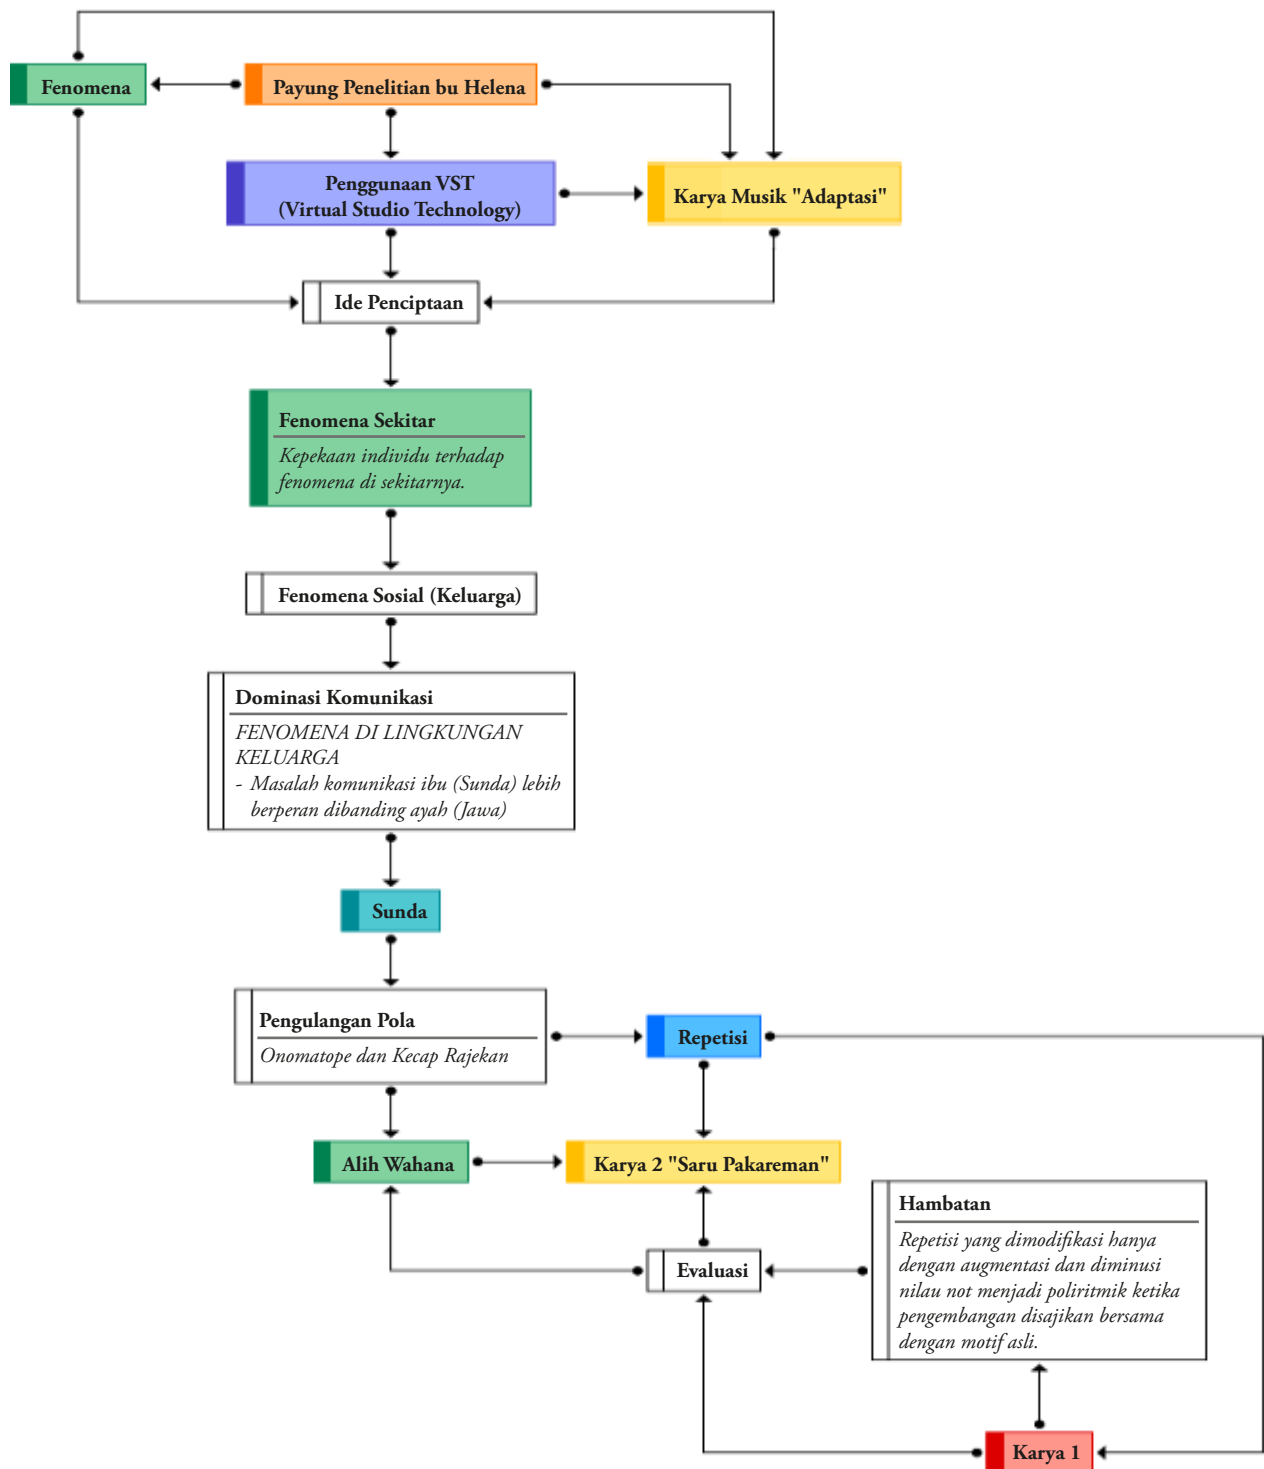 Fenomena
Payung Penelitian bu Helena
Penggunaan VST
(Virtual Studio Technology)
Karya Musik "Adaptasi"
Ide Penciptaan
Fenomena Sekitar
Kepekaan individu terhadap
fenomena di sekitarnya.
Fenomena Sosial (Keluarga)
Dominasi Komunikasi
FENOMENA DI LINGKUNGAN
KELUARGA
- Masalah komunikasi ibu (Sunda) lebih
berperan dibanding ayah (Jawa)
Sunda
Pengulangan Pola
Onomatope dan Kecap Rajekan
Repetisi
Alih Wahana
Karya 2 "Saru Pakareman"
Evaluasi
Hambatan
Repetisi yang dimodifikasi hanya
dengan augmentasi dan diminusi
nilau not menjadi poliritmik ketika
pengembangan disajikan bersama
dengan motif asli.
Karya 1